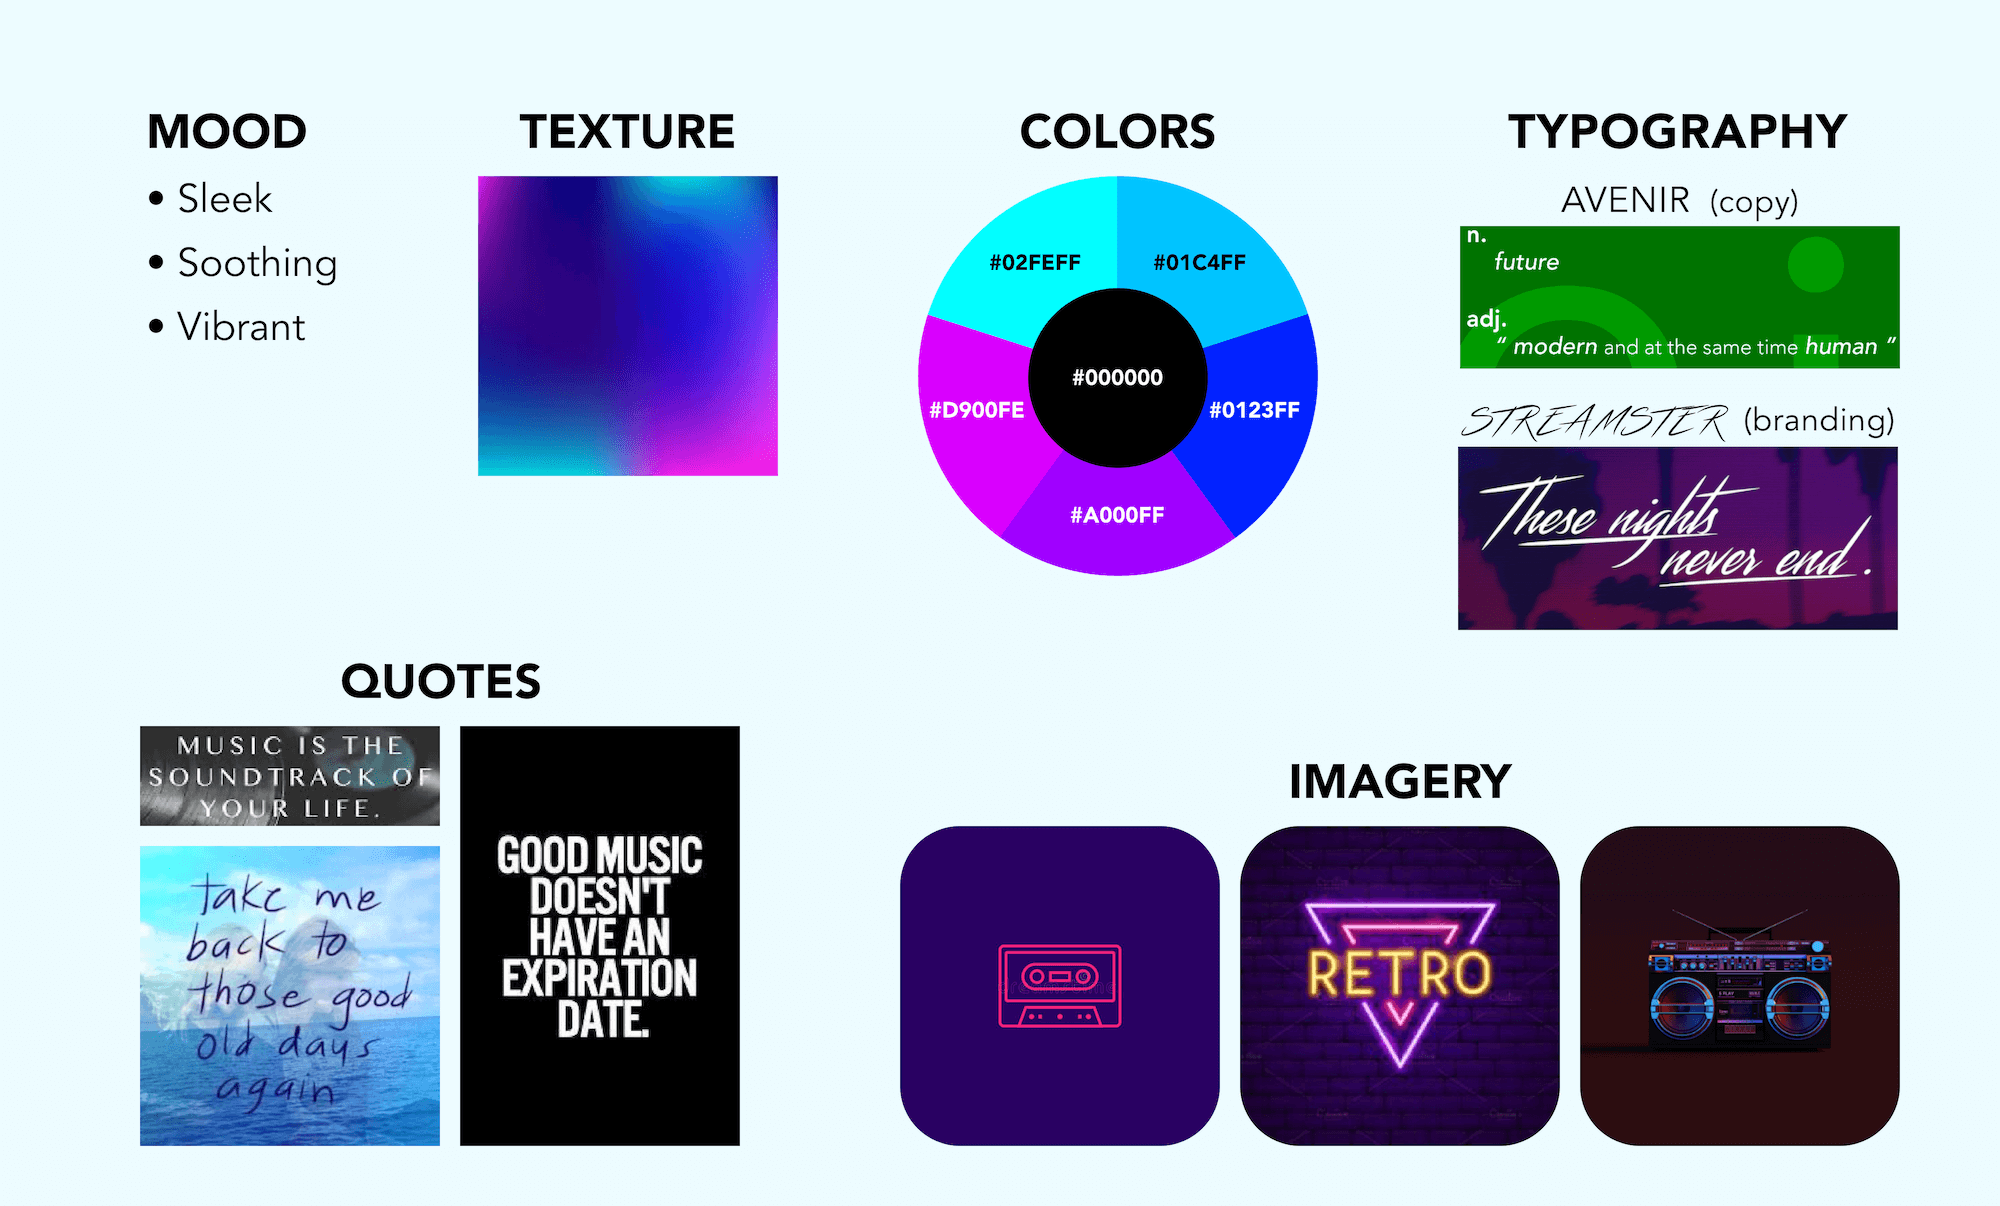 MOOD
• Sleek
• Soothing
• Vibrant
TEXTURE
COLORS
#02FEFF
#01C4FF
#000000
#D900FE
#0123FF
#A000FF
TYPOGRAPHY
AVENIR (copy)
n.
future
adj.
“ modern and at the same time human ”
STREAMSTER (branding)
These nights
never end.
QUOTES
MUSIC IS THE
SOUNDTRACK OF
YOUR LIFE.
take me
back to
those good
old days
again
GOOD MUSIC
DOESN'T
HAVE AN
EXPIRATION
DATE.
IMAGERY
RETRO